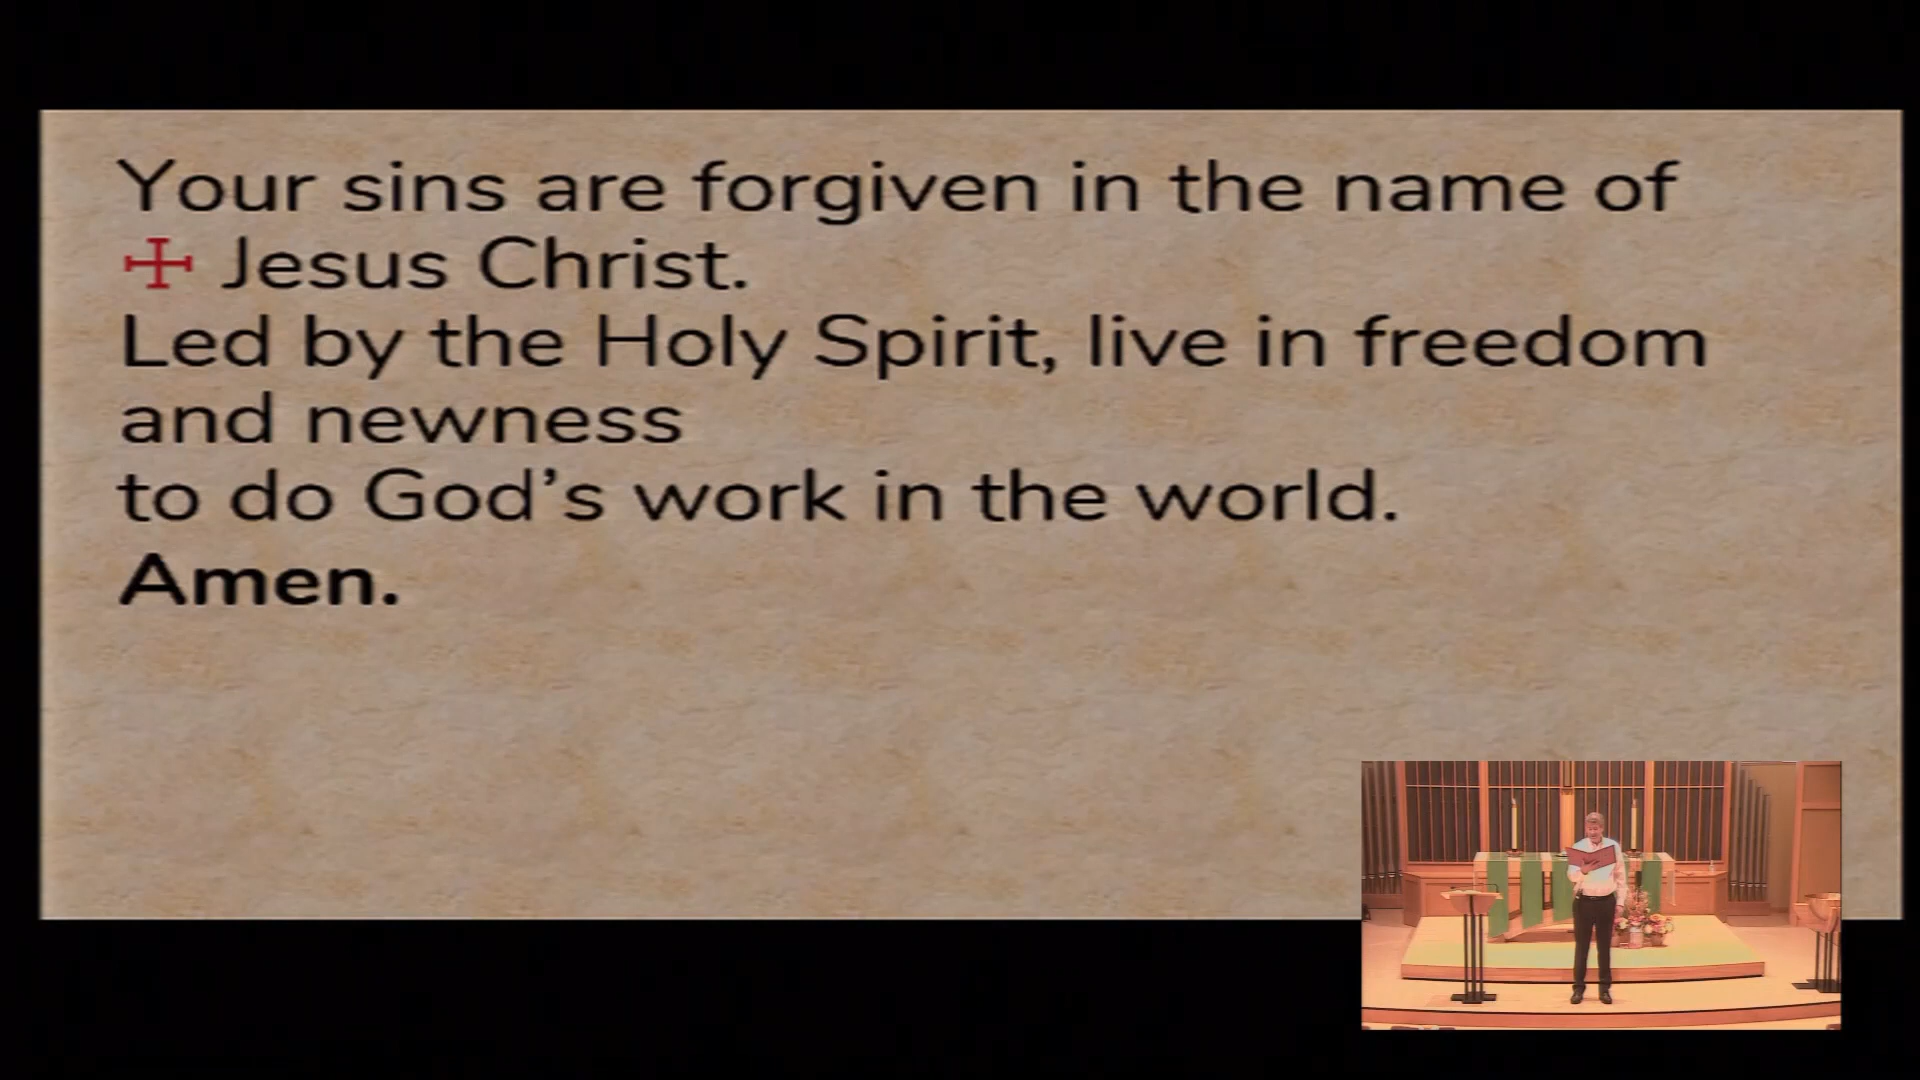 Your sins are forgiven in the name of
☩ Jesus Christ.
Led by the Holy Spirit, live in freedom
and newness
to do God’s work in the world.
Amen.